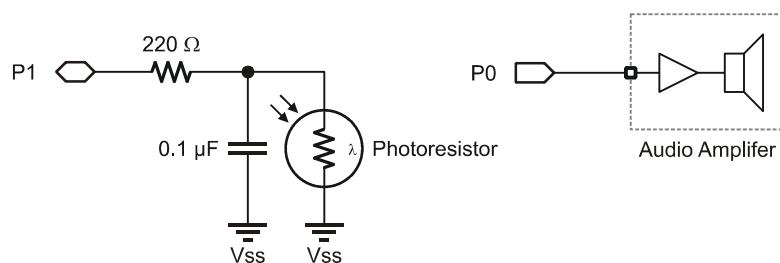 220 Ω
P1
P0
0.1 µF
λ
Photoresistor
Audio Amplifer
Vss
Vss